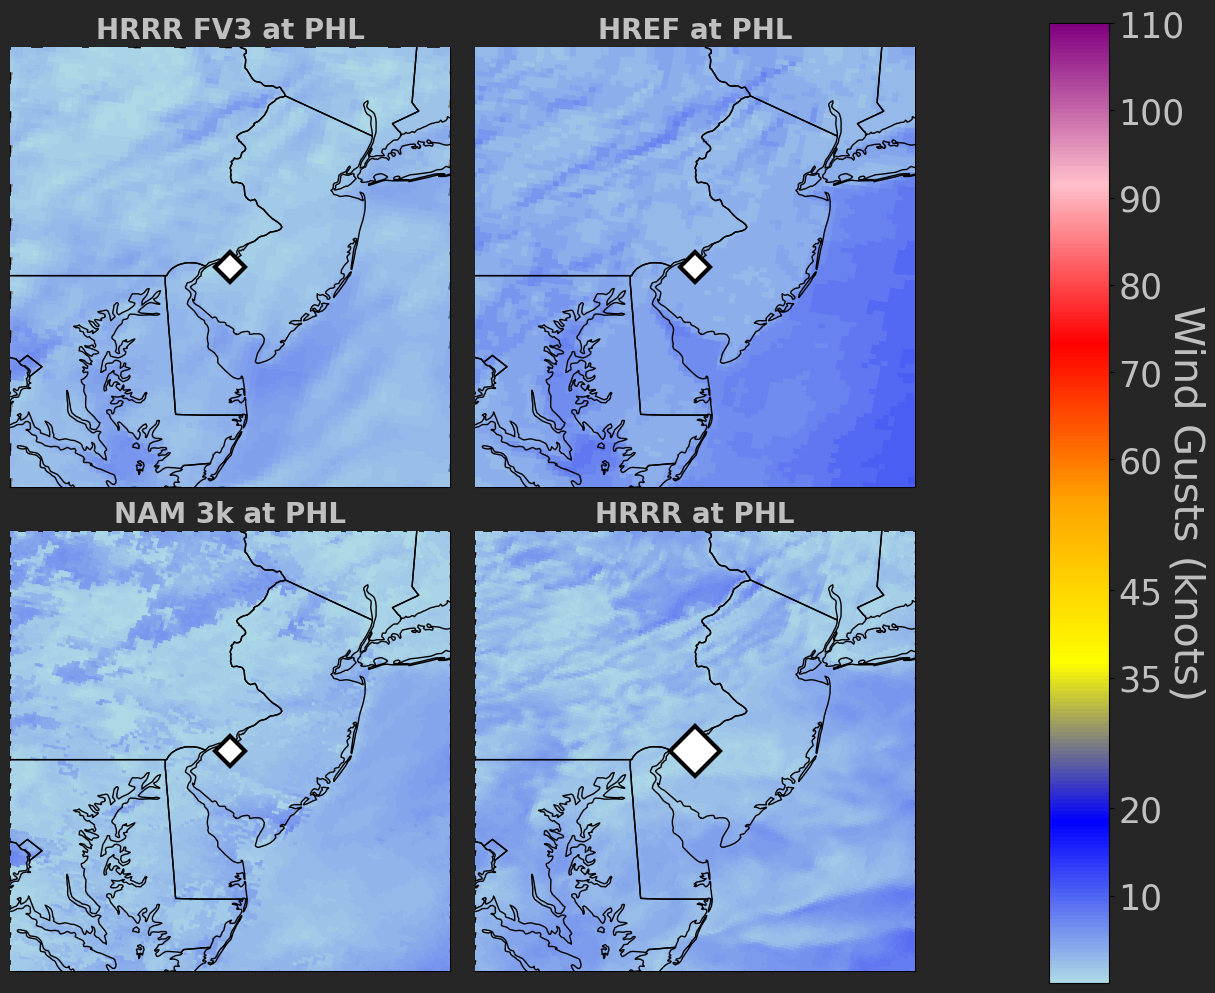 HRRR FV3 at PHL
HREF at PHL
NAM 3k at PHL
HRRR at PHL
110
100
90
80
70
60
45
35
20
10
Wind Gusts (knots)